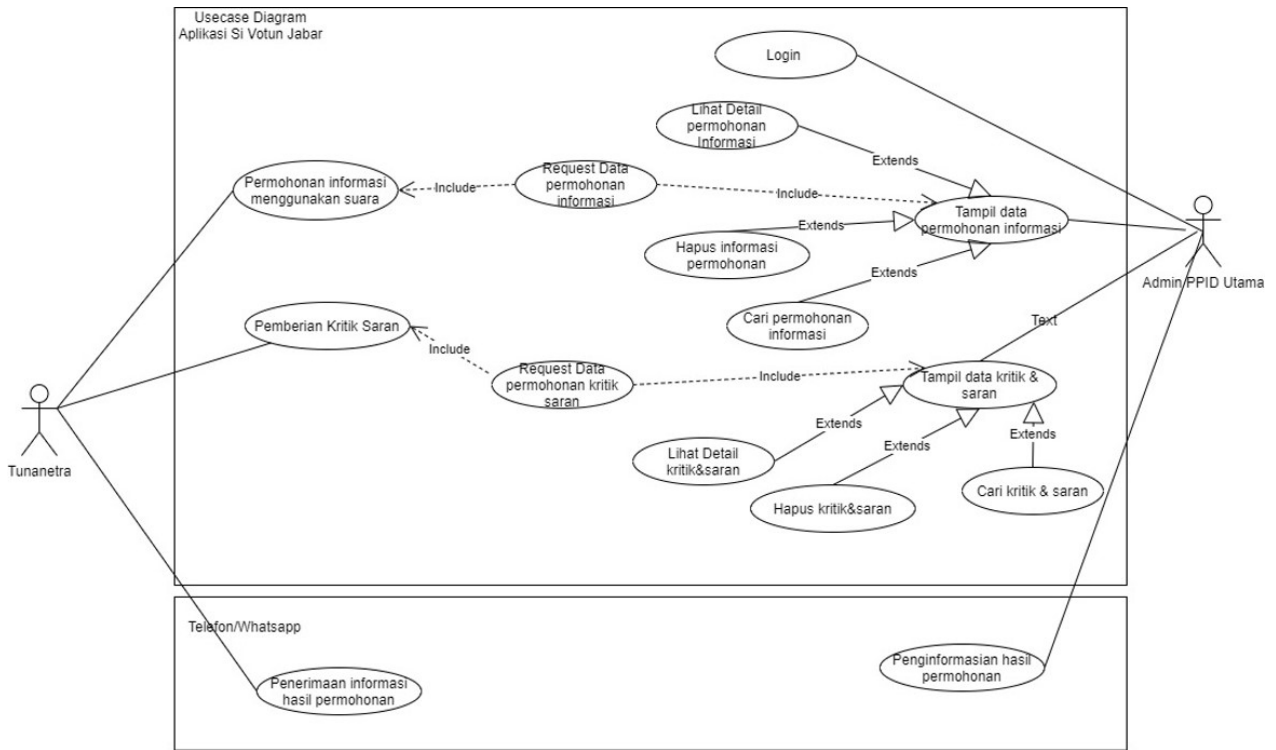 Usecase Diagram
Aplikasi Si Votun Jabar
Login
Lihat Detail
permohonan
Informasi
Extends
Permohonan informasi
menggunakan suara
Include
Request Data
permohonan
informasi
Include
Tampil data
permohonan informasi
Hapus informasi
permohonan
Extends
Extends
Cari permohonan
informasi
Admin PPID Utama
Pemberian Kritik Saran
Include
Request Data
permohonan kritik
saran
Include
Text
Tampil data kritik &
saran
Extends
Extends
Extends
Lihat Detail
kritik&saran
Hapus kritik&saran
Cari kritik & saran
Tunanetra
Telefon/Whatsapp
Penerimaan informasi
hasil permohonan
Penginformasian hasil
permohonan